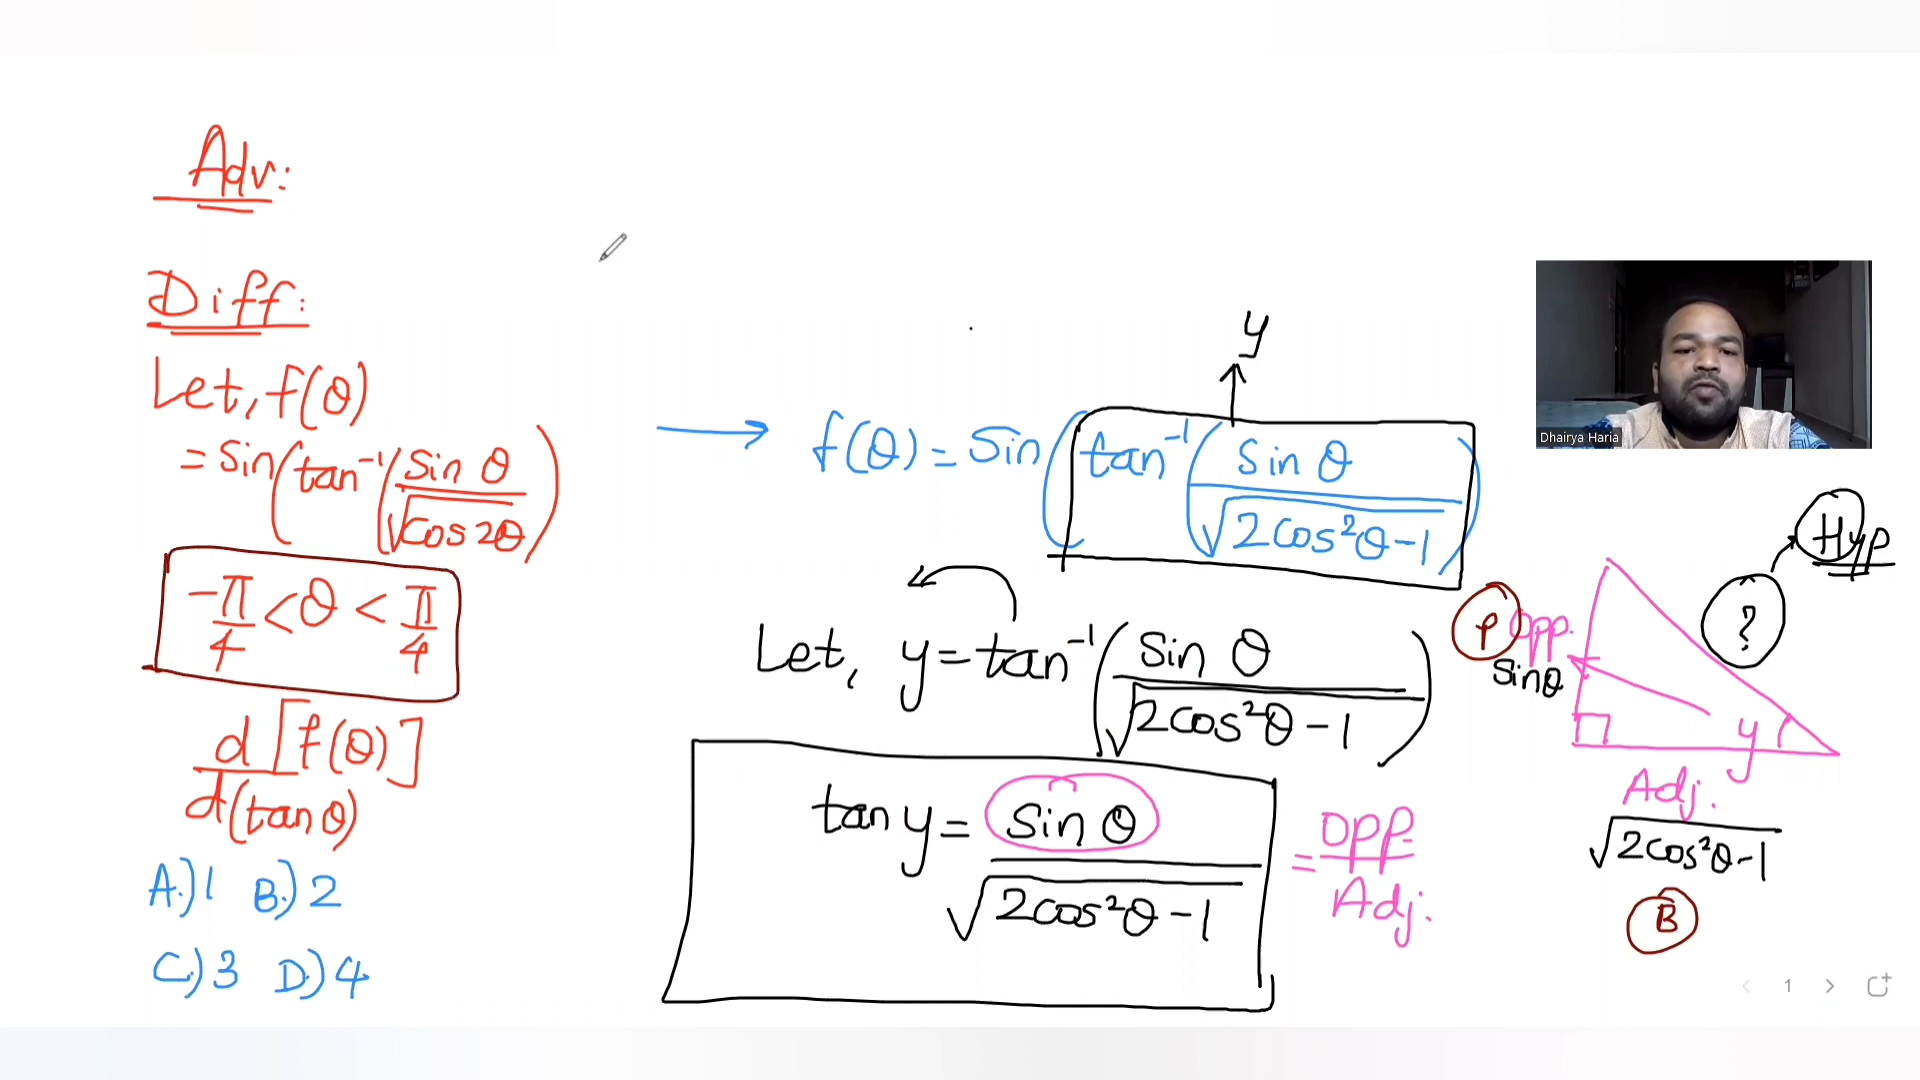 Adv:
Diff:
Let, f(θ)
= Sin(tan⁻¹(Sin θ/√cos 2θ))
-π/4 < θ < π/4
d[f(θ)]/d(tan θ)
A.) 1 B.) 2
C.) 3 D.) 4
y
→ f(θ) = Sin(tan⁻¹(Sin θ/√2Cos²θ-1))
Let, y = tan⁻¹(Sin θ/√2cos²θ-1)
tan y = Sin θ/√2cos²θ-1 = Opp./Adj.
Dhairya Haria
Hyp
?
P Opp.
Sinθ
y
Adj.
√2cos²θ-1
B
1